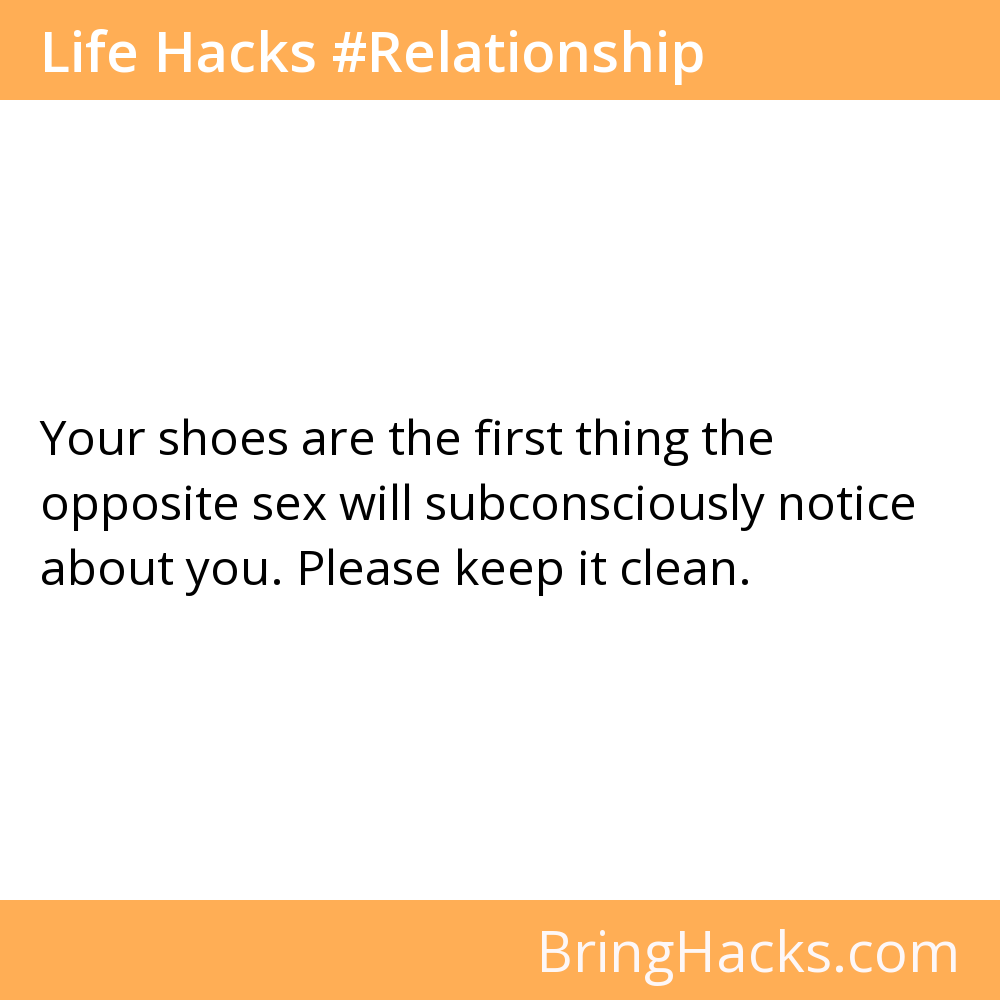 Life Hacks #Relationship
Your shoes are the first thing the
opposite sex will subconsciously notice
about you. Please keep it clean.
BringHacks.com